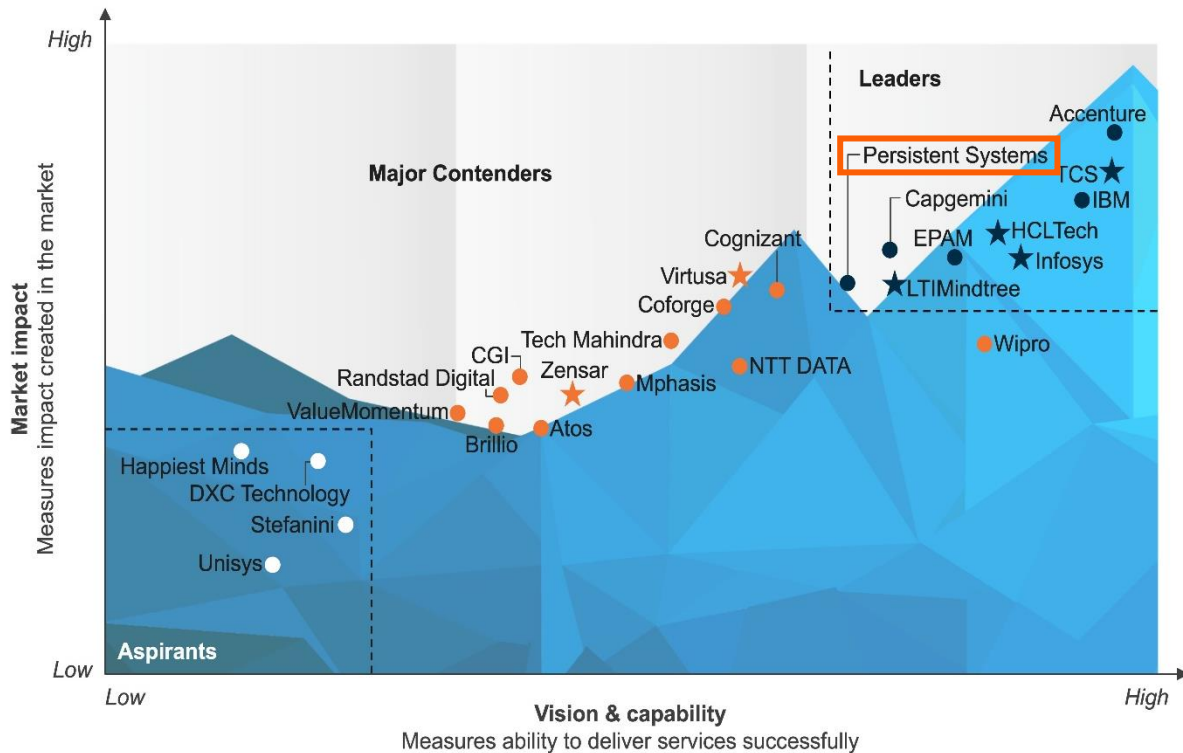 High
Leaders
Accenture
Persistent Systems
Major Contenders
TCS
Capgemini
IBM
Cognizant
EPAM
HCLTech
Virtusa
Infosys
LTIMindtree
Coforge
Tech Mahindra
Wipro
CGI
Zensar
NTT DATA
Randstad Digital
Mphasis
ValueMomentum
Brillio
Atos
Happiest Minds
DXC Technology
Stefanini
Unisys
Aspirants
Market impact
Measures impact created in the market
Low
Low
High
Vision & capability
Measures ability to deliver services successfully